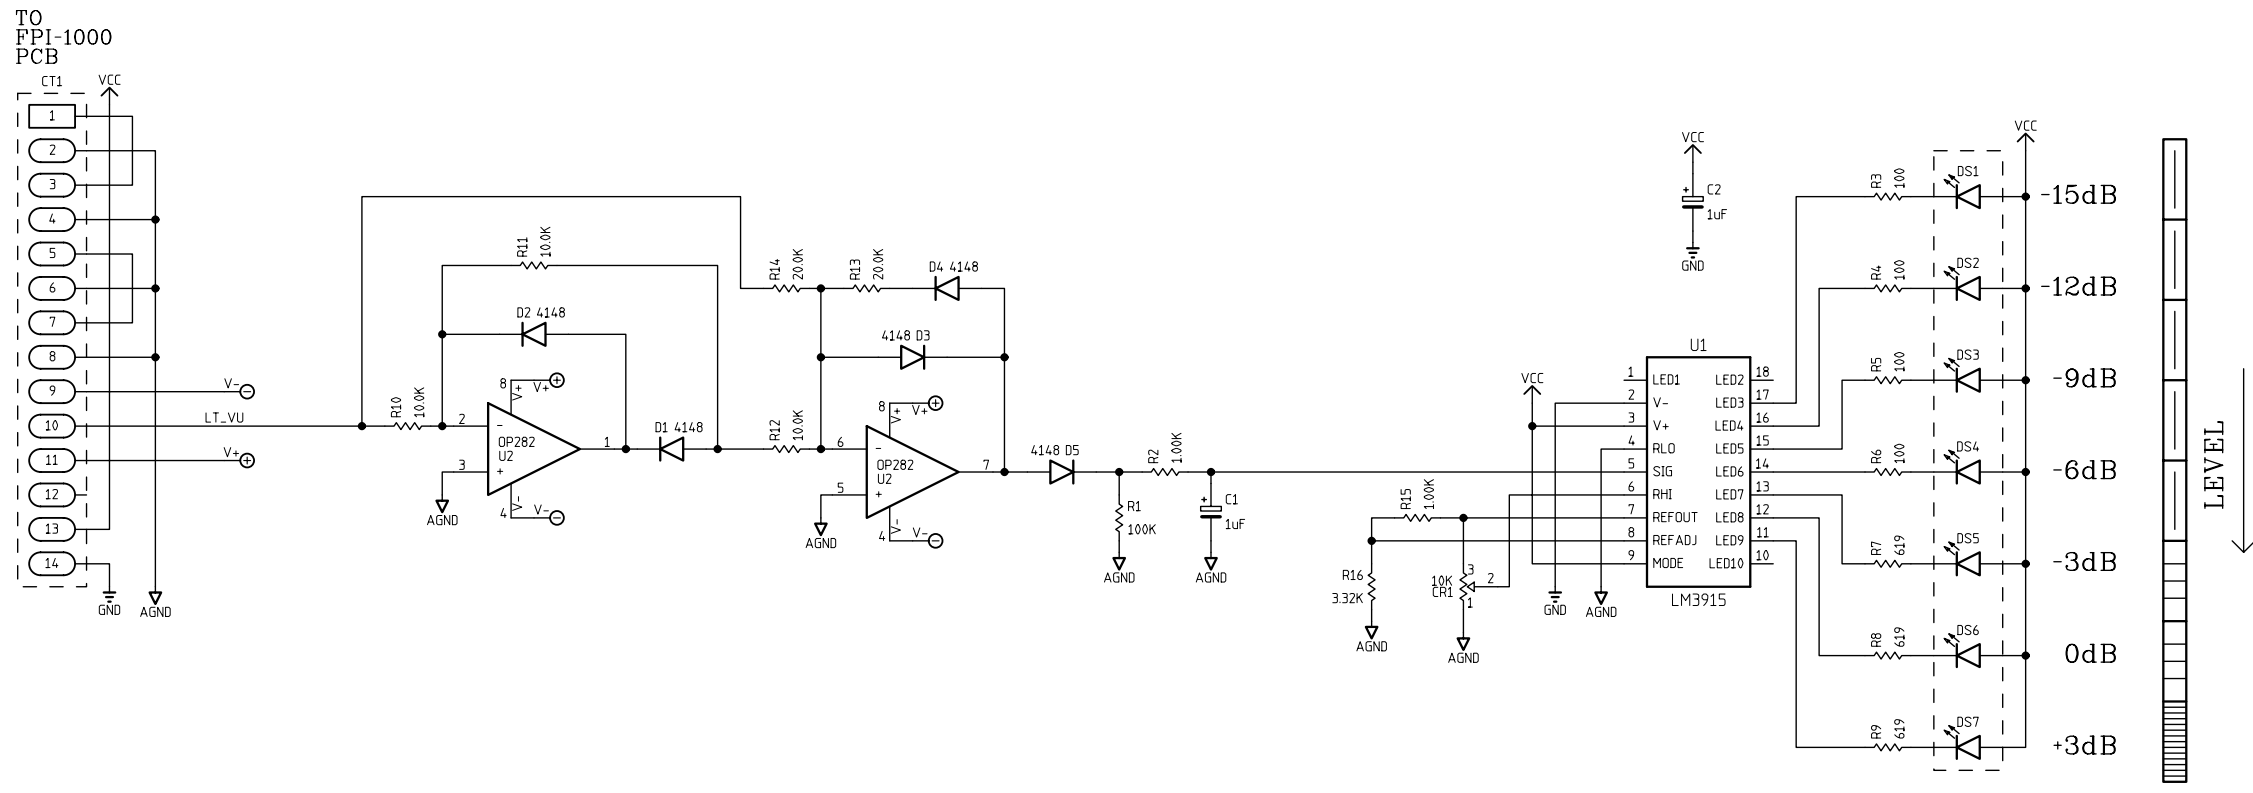 TO
FPI-1000
PCB
CT1
VCC
1
2
3
4
5
6
7
8
9
10
11
12
13
14
V-
LT_VU
V+
GND
AGND
R10
10.0K
R11
10.0K
D2 4148
8
V+
V+
2
-
OP282
U2
1
3
+
4
V-
V-
AGND
D1 4148
R14
20.0K
R13
20.0K
D4 4148
4148 D3
R12
10.0K
8
V+
V+
6
-
OP282
U2
7
5
+
4
V-
V-
AGND
4148 D5
R2
1.00K
R1
100K
AGND
+
C1
1uF
AGND
VCC
+
C2
1uF
GND
VCC
R15
1.00K
R16
3.32K
AGND
10K
CR1
3
2
1
AGND
GND
AGND
U1
1 LED1 LED2 18
2 V- LED3 17
3 V+ LED4 16
4 RLO LED5 15
5 SIG LED6 14
6 RHI LED7 13
7 REFOUT LED8 12
8 REFADJ LED9 11
9 MODE LED10 10
LM3915
VCC
R3
100
DS1
-15dB
R4
100
DS2
-12dB
R5
100
DS3
-9dB
R6
100
DS4
-6dB
R7
619
DS5
-3dB
R8
619
DS6
0dB
R9
619
DS7
+3dB
LEVEL